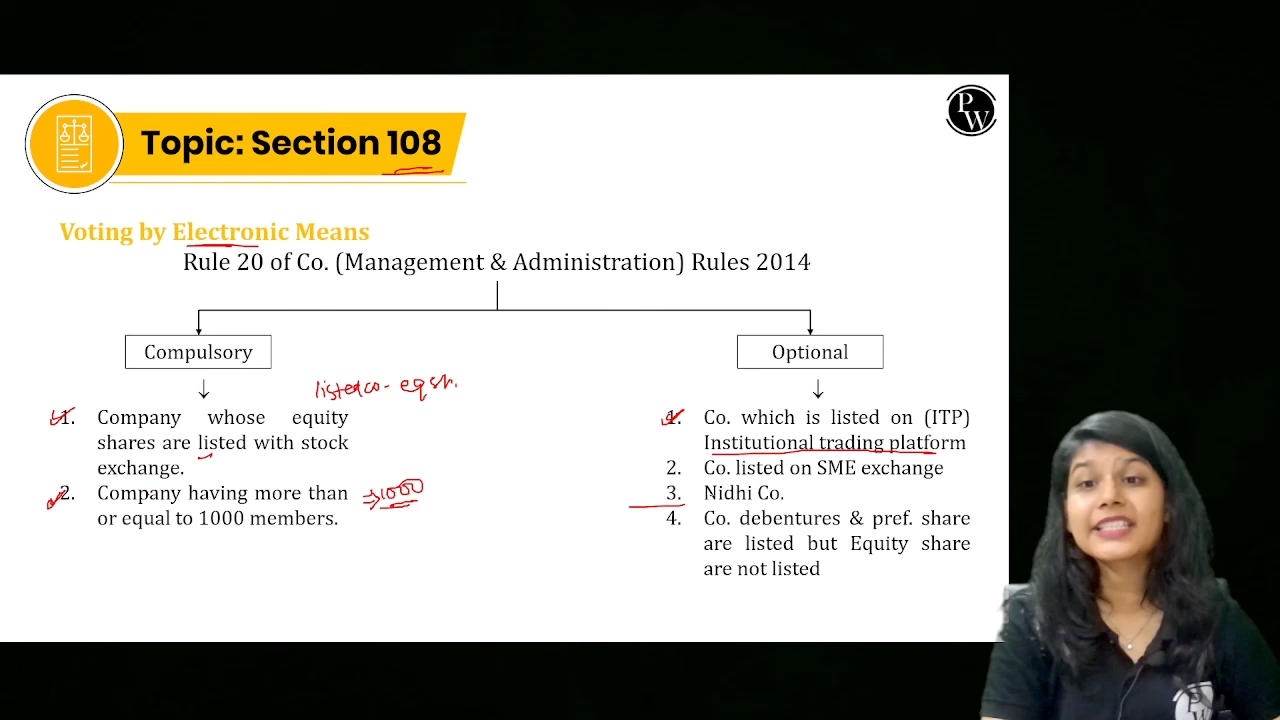 P
W
Topic: Section 108
Voting by Electronic Means
Rule 20 of Co. (Management & Administration) Rules 2014
Compulsory
listed co - eq sh.
1. Company whose equity
shares are listed with stock
exchange.
2. Company having more than
or equal to 1000 members.
1000
Optional
1. Co. which is listed on (ITP)
Institutional trading platform
2. Co. listed on SME exchange
3. Nidhi Co.
4. Co. debentures & pref. share
are listed but Equity share
are not listed
P
W